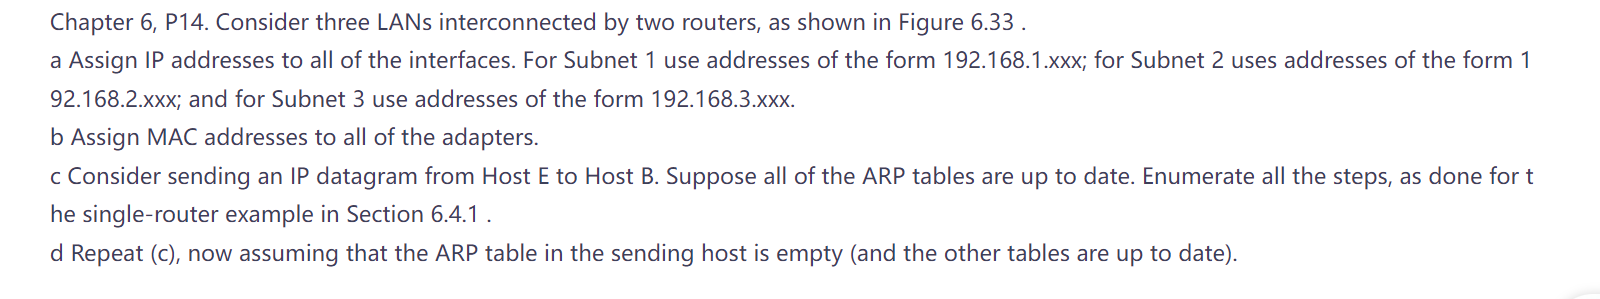 Chapter 6, P14. Consider three LANs interconnected by two routers, as shown in Figure 6.33 .
a Assign IP addresses to all of the interfaces. For Subnet 1 use addresses of the form 192.168.1.xxx; for Subnet 2 uses addresses of the form 1
92.168.2.xxx; and for Subnet 3 use addresses of the form 192.168.3.xxx.
b Assign MAC addresses to all of the adapters.
c Consider sending an IP datagram from Host E to Host B. Suppose all of the ARP tables are up to date. Enumerate all the steps, as done for t
he single-router example in Section 6.4.1 .
d Repeat (c), now assuming that the ARP table in the sending host is empty (and the other tables are up to date).